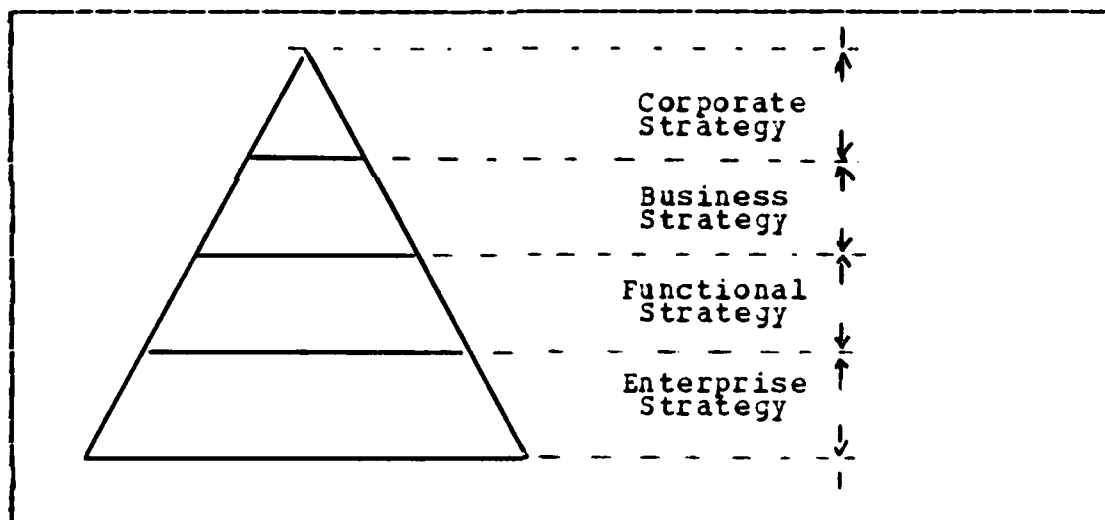 Corporate
Strategy
Business
Strategy
Functional
Strategy
Enterprise
Strategy